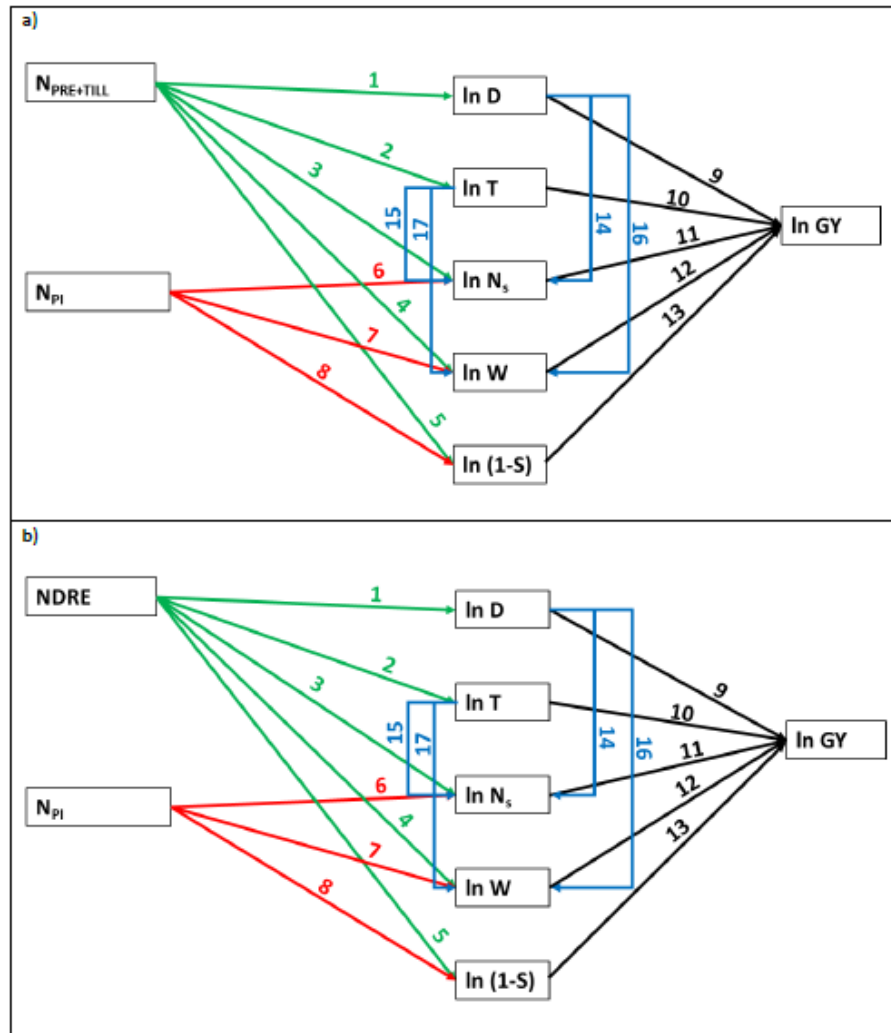 a)
N_PRE+TILL
1
ln D
2
3
9
ln T
15
17
10
14
16
ln GY
N_PI
6
ln N_s
11
4
7
12
8
ln W
13
5
ln (1-S)
b)
NDRE
1
ln D
2
3
9
ln T
15
17
10
14
16
ln GY
N_PI
6
ln N_s
11
4
7
12
8
ln W
13
5
ln (1-S)